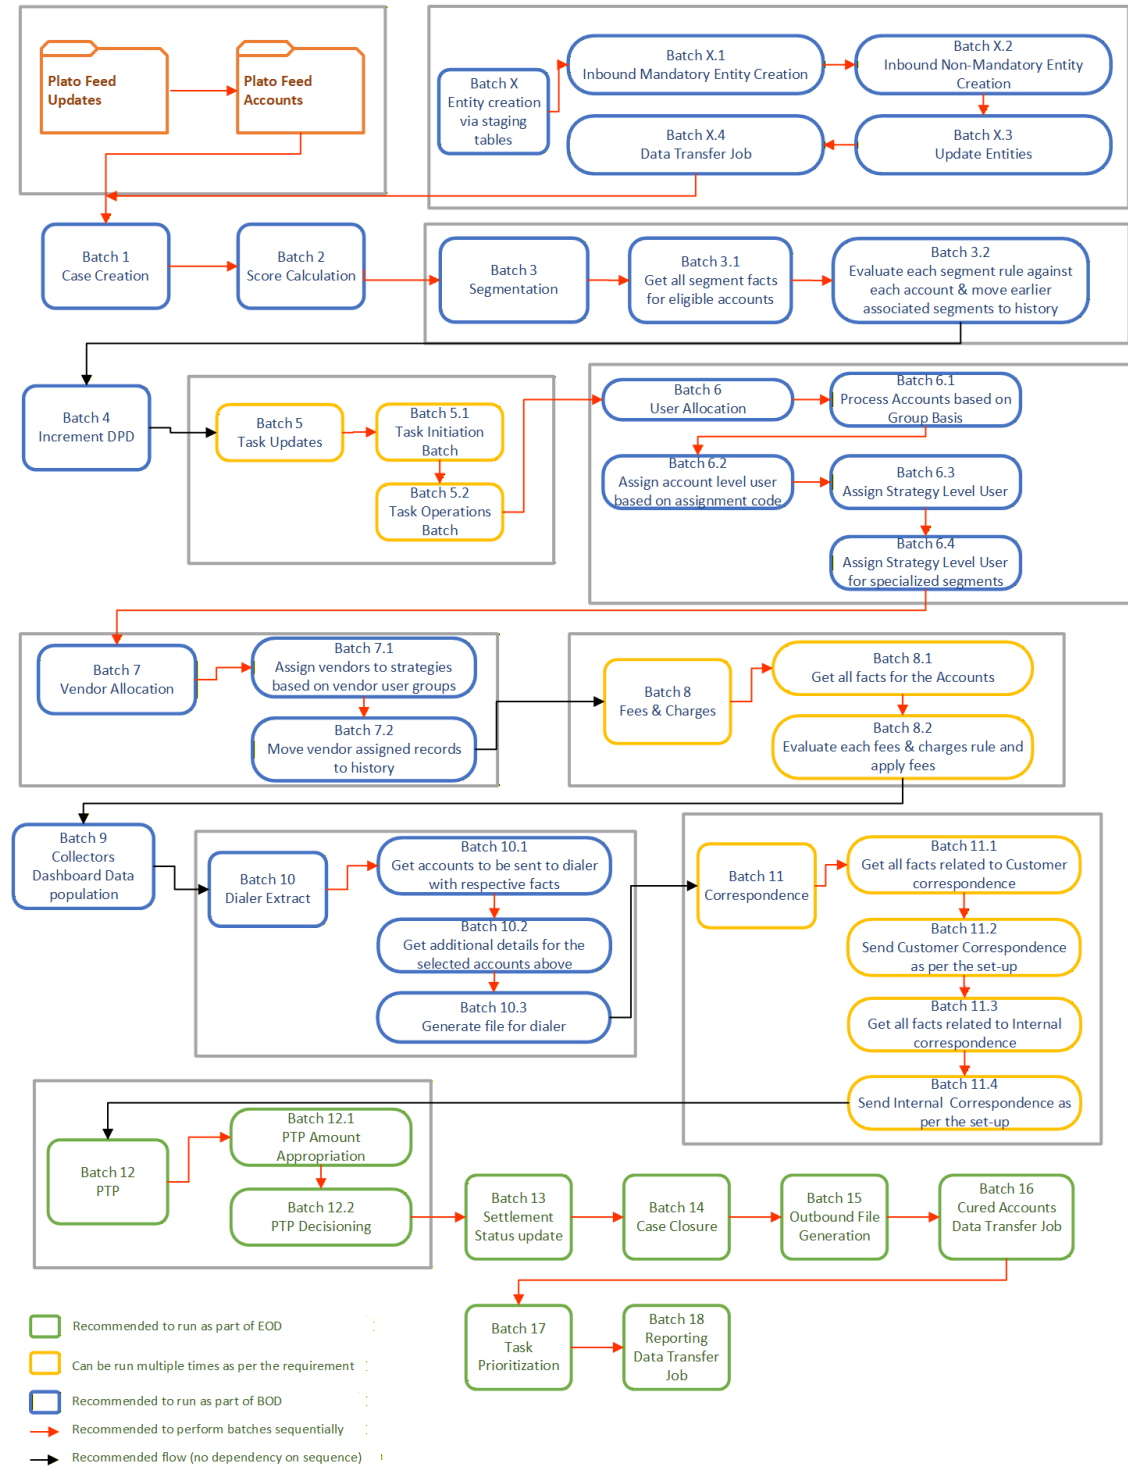 Plato Feed
Updates
Plato Feed
Accounts
Batch X
Entity creation
via staging
tables
Batch X.1
Inbound Mandatory Entity Creation
Batch X.2
Inbound Non-Mandatory Entity
Creation
Batch X.4
Data Transfer Job
Batch X.3
Update Entities
Batch 1
Case Creation
Batch 2
Score Calculation
Batch 3
Segmentation
Batch 3.1
Get all segment facts
for eligible accounts
Batch 3.2
Evaluate each segment rule against
each account & move earlier
associated segments to history
Batch 4
Increment DPD
Batch 5
Task Updates
Batch 5.1
Task Initiation
Batch
Batch 5.2
Task Operations
Batch
Batch 6
User Allocation
Batch 6.1
Process Accounts based on
Group Basis
Batch 6.2
Assign account level user
based on assignment code
Batch 6.3
Assign Strategy Level User
Batch 6.4
Assign Strategy Level User
for specialized segments
Batch 7
Vendor Allocation
Batch 7.1
Assign vendors to strategies
based on vendor user groups
Batch 7.2
Move vendor assigned records
to history
Batch 8
Fees & Charges
Batch 8.1
Get all facts for the Accounts
Batch 8.2
Evaluate each fees & charges rule and
apply fees
Batch 9
Collectors
Dashboard Data
population
Batch 10
Dialer Extract
Batch 10.1
Get accounts to be sent to dialer
with respective facts
Batch 10.2
Get additional details for the
selected accounts above
Batch 10.3
Generate file for dialer
Batch 11
Correspondence
Batch 11.1
Get all facts related to Customer
correspondence
Batch 11.2
Send Customer Correspondence
as per the set-up
Batch 11.3
Get all facts related to Internal
correspondence
Batch 11.4
Send Internal Correspondence as
per the set-up
Batch 12
PTP
Batch 12.1
PTP Amount
Appropriation
Batch 12.2
PTP Decisioning
Batch 13
Settlement
Status update
Batch 14
Case Closure
Batch 15
Outbound File
Generation
Batch 16
Cured Accounts
Data Transfer Job
Batch 17
Task
Prioritization
Batch 18
Reporting
Data Transfer
Job
Recommended to run as part of EOD
Can be run multiple times as per the requirement
Recommended to run as part of BOD
Recommended to perform batches sequentially
Recommended flow (no dependency on sequence)